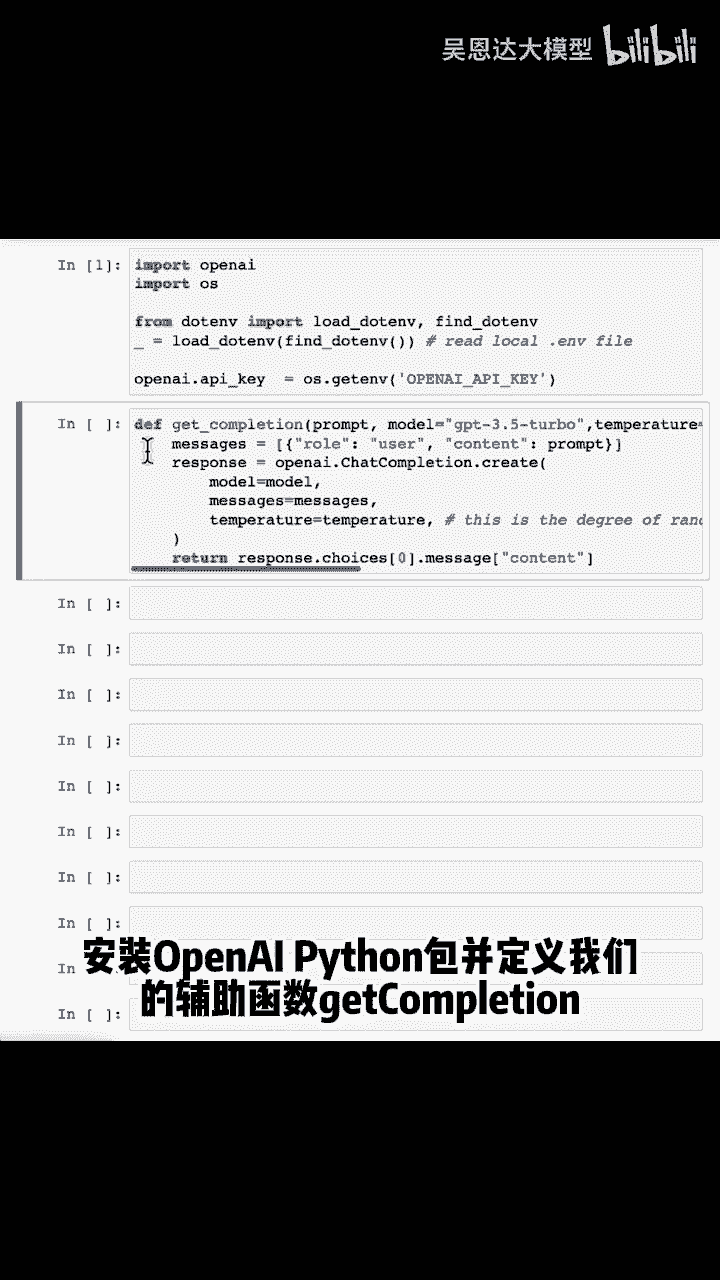 吴恩达大模型 bilibili
In [1]: import openai
import os
from dotenv import load_dotenv, find_dotenv
_ = load_dotenv(find_dotenv()) # read local .env file
openai.api_key = os.getenv('OPENAI_API_KEY')
In [ ]: def get_completion(prompt, model="gpt-3.5-turbo",temperature=
messages = [{"role": "user", "content": prompt}]
response = openai.ChatCompletion.create(
model=model,
messages=messages,
temperature=temperature, # this is the degree of ran
)
return response.choices[0].message["content"]
In [ ]:
In [ ]:
In [ ]:
In [ ]:
In [ ]:
In [ ]:
In [ ]:
In [ ]:
In [ ]:
In [ ]:
安装OpenAI Python包并定义我们
的辅助函数getCompletion